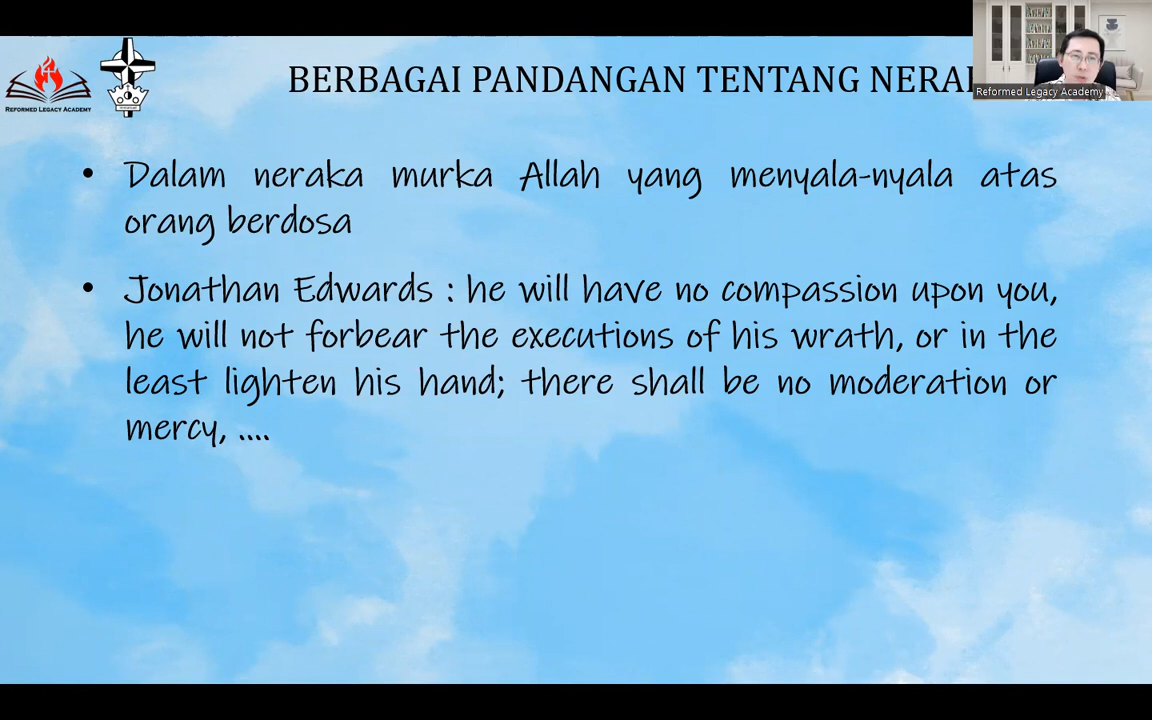 BERBAGAI PANDANGAN TENTANG NERA
Reformed Legacy Academy
REFORMED LEGACY ACADEMY
• Dalam neraka murka Allah yang menyala-nyala atas
orang berdosa
• Jonathan Edwards : he will have no compassion upon you,
he will not forbear the executions of his wrath, or in the
least lighten his hand; there shall be no moderation or
mercy, ....